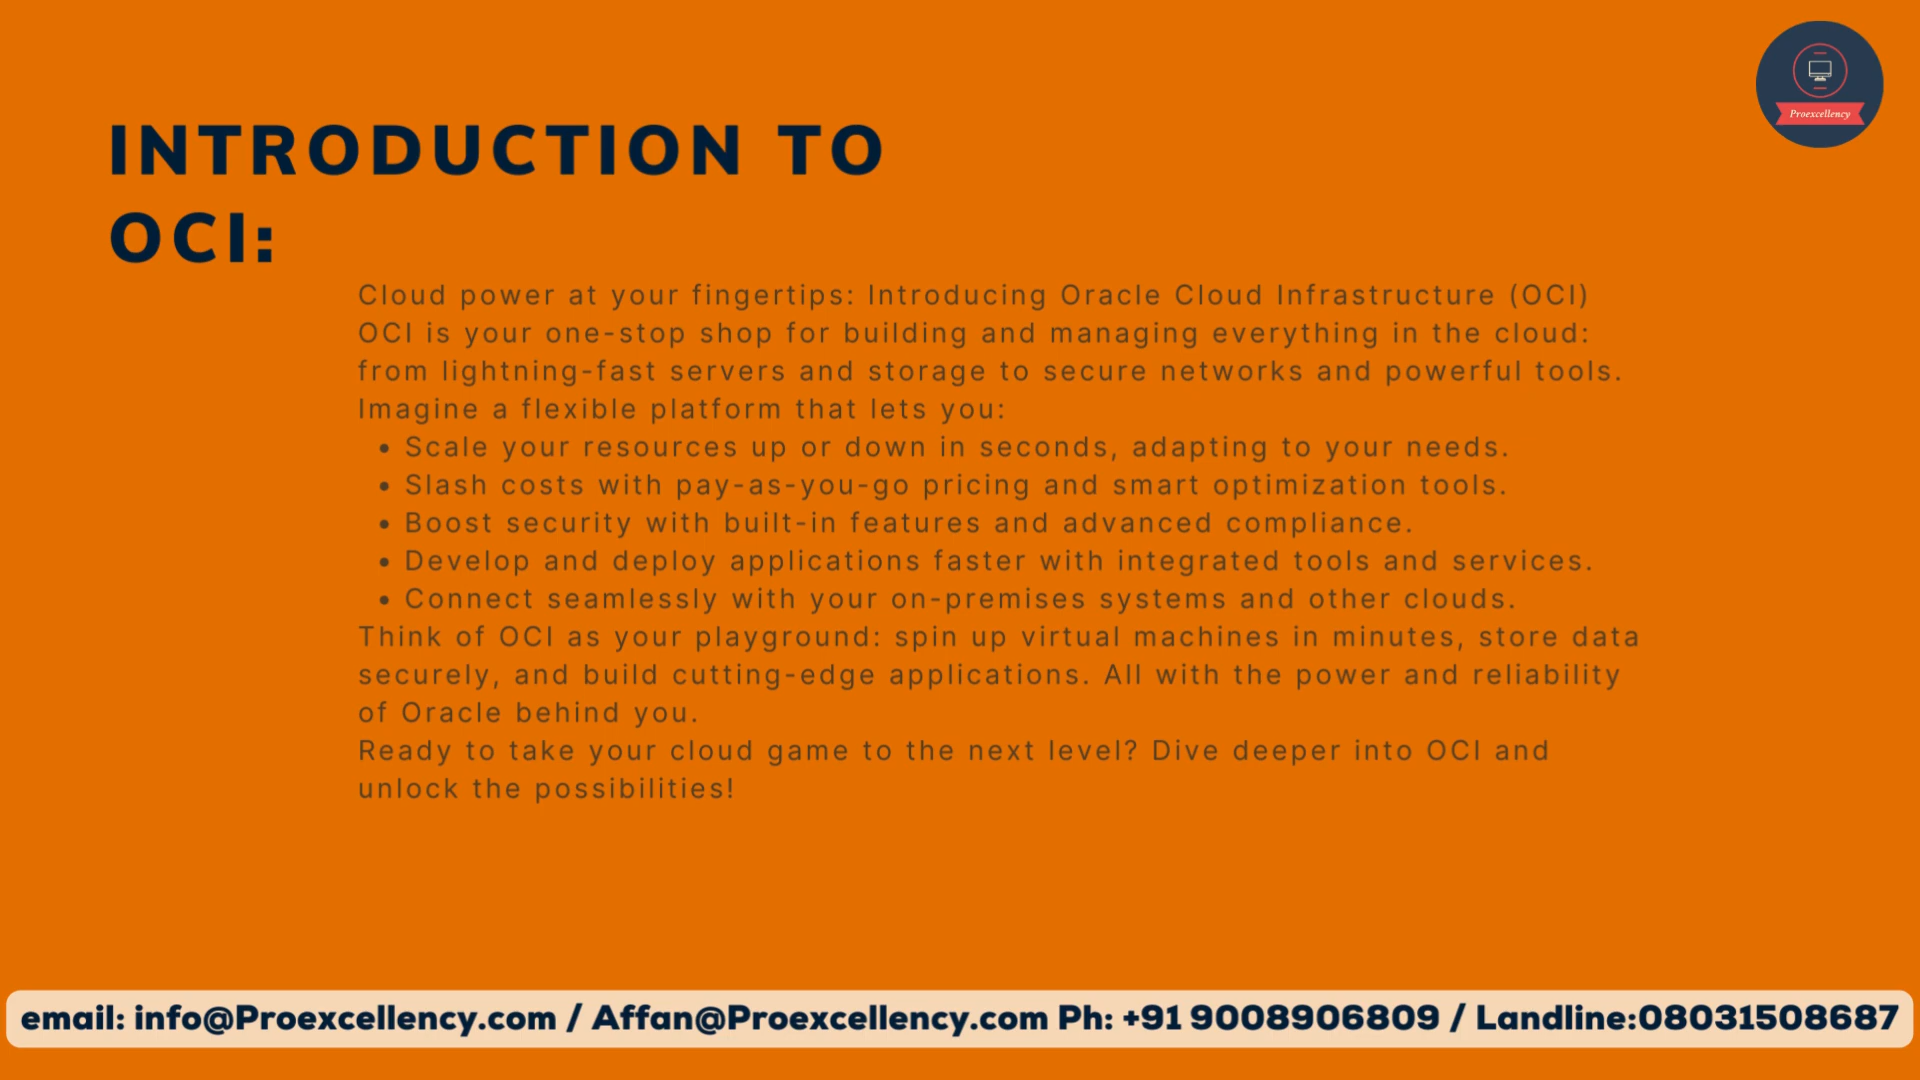 Proexcellency
INTRODUCTION TO
OCI:
Cloud power at your fingertips: Introducing Oracle Cloud Infrastructure (OCI)
OCI is your one-stop shop for building and managing everything in the cloud:
from lightning-fast servers and storage to secure networks and powerful tools.
Imagine a flexible platform that lets you:
• Scale your resources up or down in seconds, adapting to your needs.
• Slash costs with pay-as-you-go pricing and smart optimization tools.
• Boost security with built-in features and advanced compliance.
• Develop and deploy applications faster with integrated tools and services.
• Connect seamlessly with your on-premises systems and other clouds.
Think of OCI as your playground: spin up virtual machines in minutes, store data
securely, and build cutting-edge applications. All with the power and reliability
of Oracle behind you.
Ready to take your cloud game to the next level? Dive deeper into OCI and
unlock the possibilities!
email: info@Proexcellency.com / Affan@Proexcellency.com Ph: +91 9008906809 / Landline:08031508687